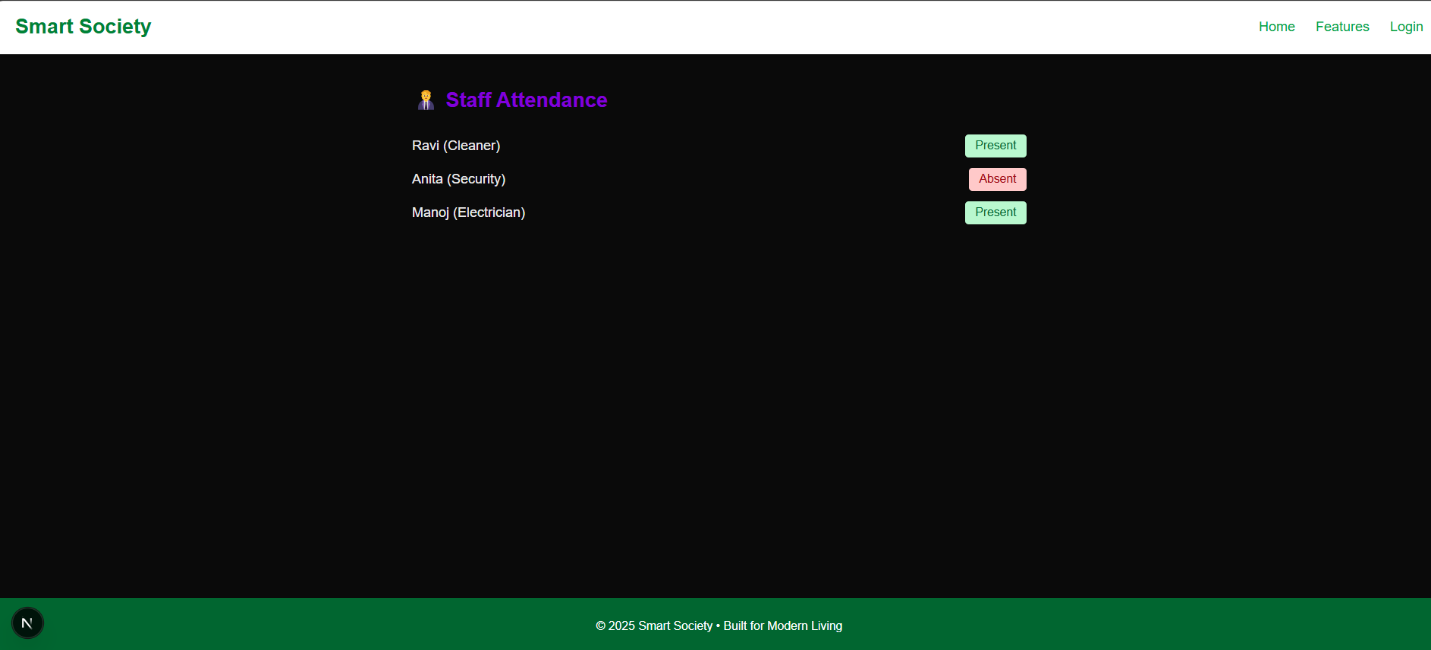 Smart Society
Home Features Login
Staff Attendance
Ravi (Cleaner) Present
Anita (Security) Absent
Manoj (Electrician) Present
N
© 2025 Smart Society • Built for Modern Living